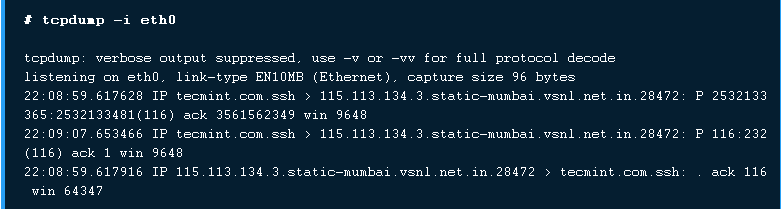 # tcpdump -i eth0
tcpdump: verbose output suppressed, use -v or -vv for full protocol decode
listening on eth0, link-type EN10MB (Ethernet), capture size 96 bytes
22:08:59.617628 IP tecmint.com.ssh > 115.113.134.3.static-mumbai.vsnl.net.in.28472: P 2532133
365:2532133481(116) ack 3561562349 win 9648
22:09:07.653466 IP tecmint.com.ssh > 115.113.134.3.static-mumbai.vsnl.net.in.28472: P 116:232
(116) ack 1 win 9648
22:08:59.617916 IP 115.113.134.3.static-mumbai.vsnl.net.in.28472 > tecmint.com.ssh: . ack 116
win 64347